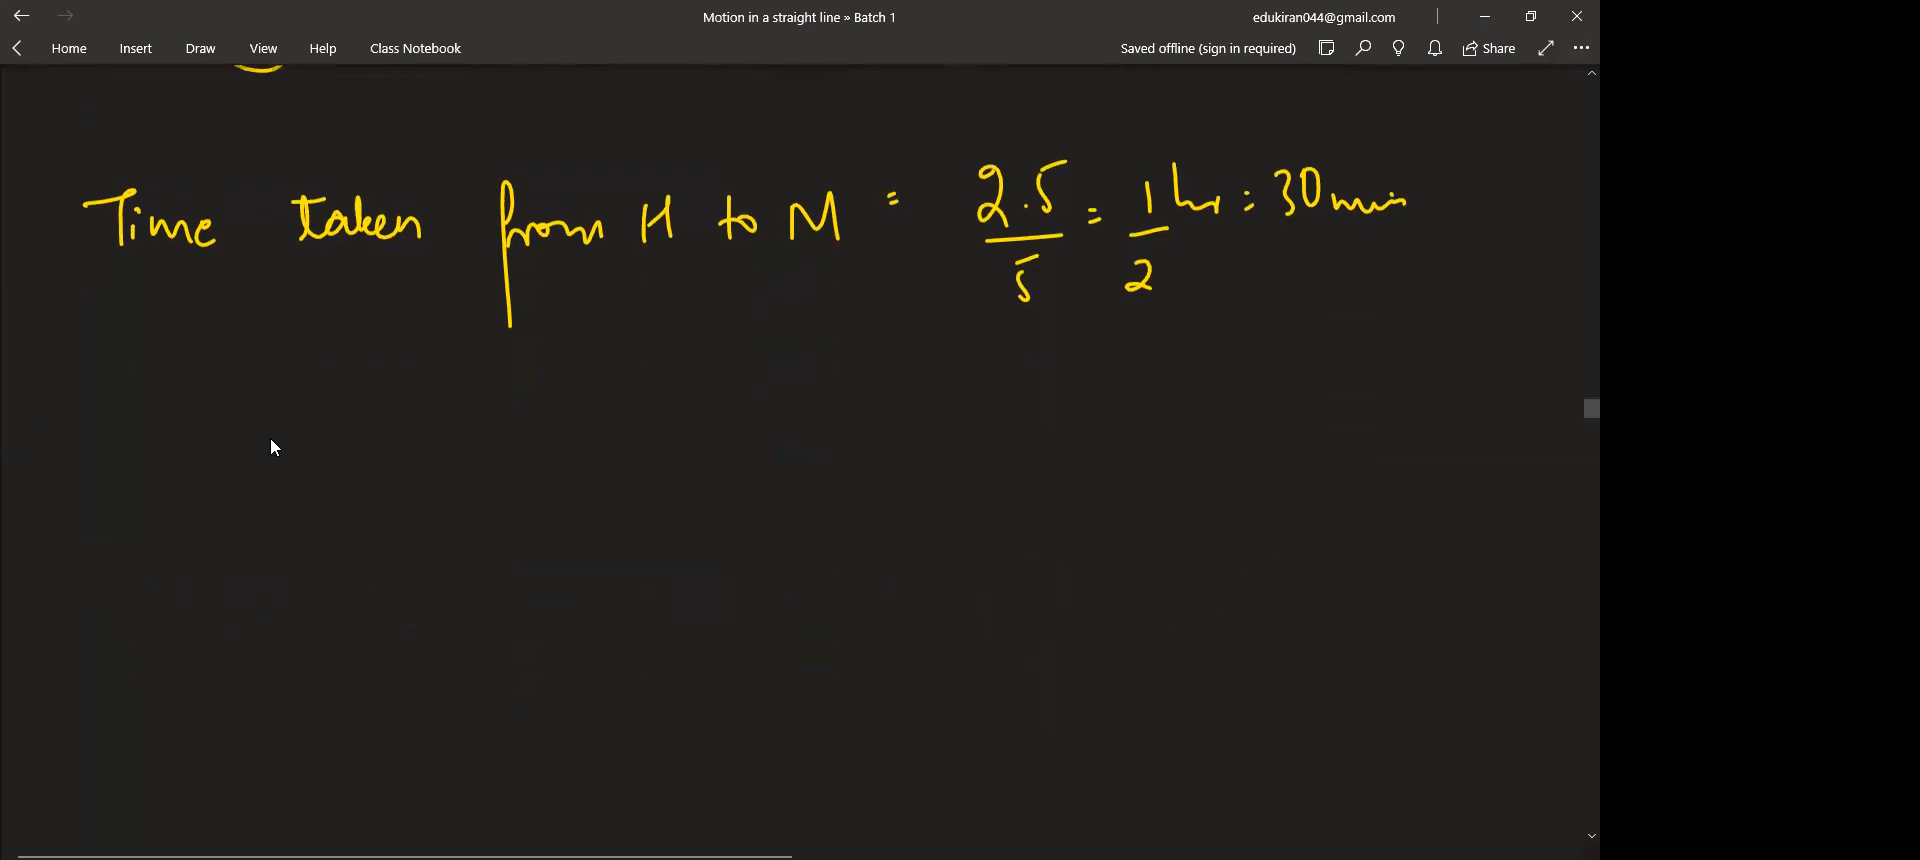 Motion in a straight line » Batch 1
edukiran044@gmail.com
Home Insert Draw View Help Class Notebook
Saved offline (sign in required)
Share
Time taken from H to M = 2.5/5 = 1/2 hr = 30 min